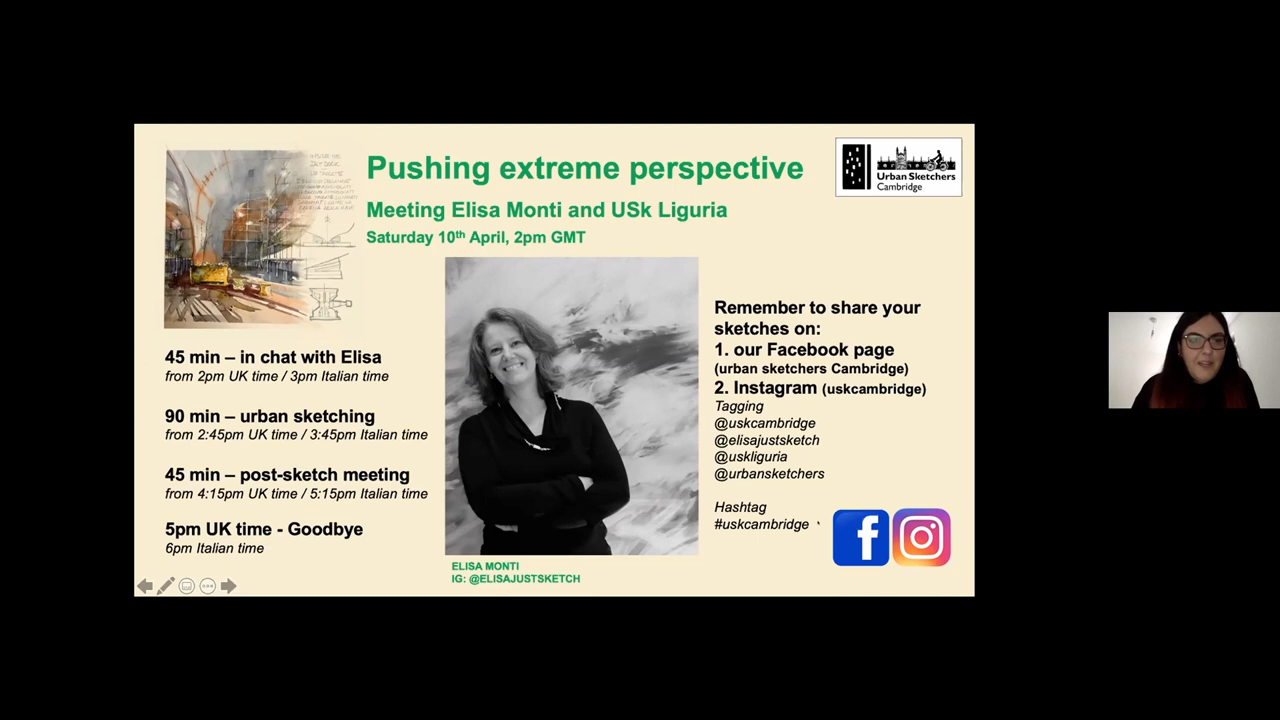 Pushing extreme perspective
Meeting Elisa Monti and USk Liguria
Saturday 10th April, 2pm GMT
Urban Sketchers
Cambridge
45 min – in chat with Elisa
from 2pm UK time / 3pm Italian time
90 min – urban sketching
from 2:45pm UK time / 3:45pm Italian time
45 min – post-sketch meeting
from 4:15pm UK time / 5:15pm Italian time
5pm UK time - Goodbye
6pm Italian time
ELISA MONTI
IG: @ELISAJUSTSKETCH
Remember to share your
sketches on:
1. our Facebook page
(urban sketchers Cambridge)
2. Instagram (uskcambridge)
Tagging
@uskcambridge
@elisajustsketch
@uskliguria
@urbansketchers
Hashtag
#uskcambridge